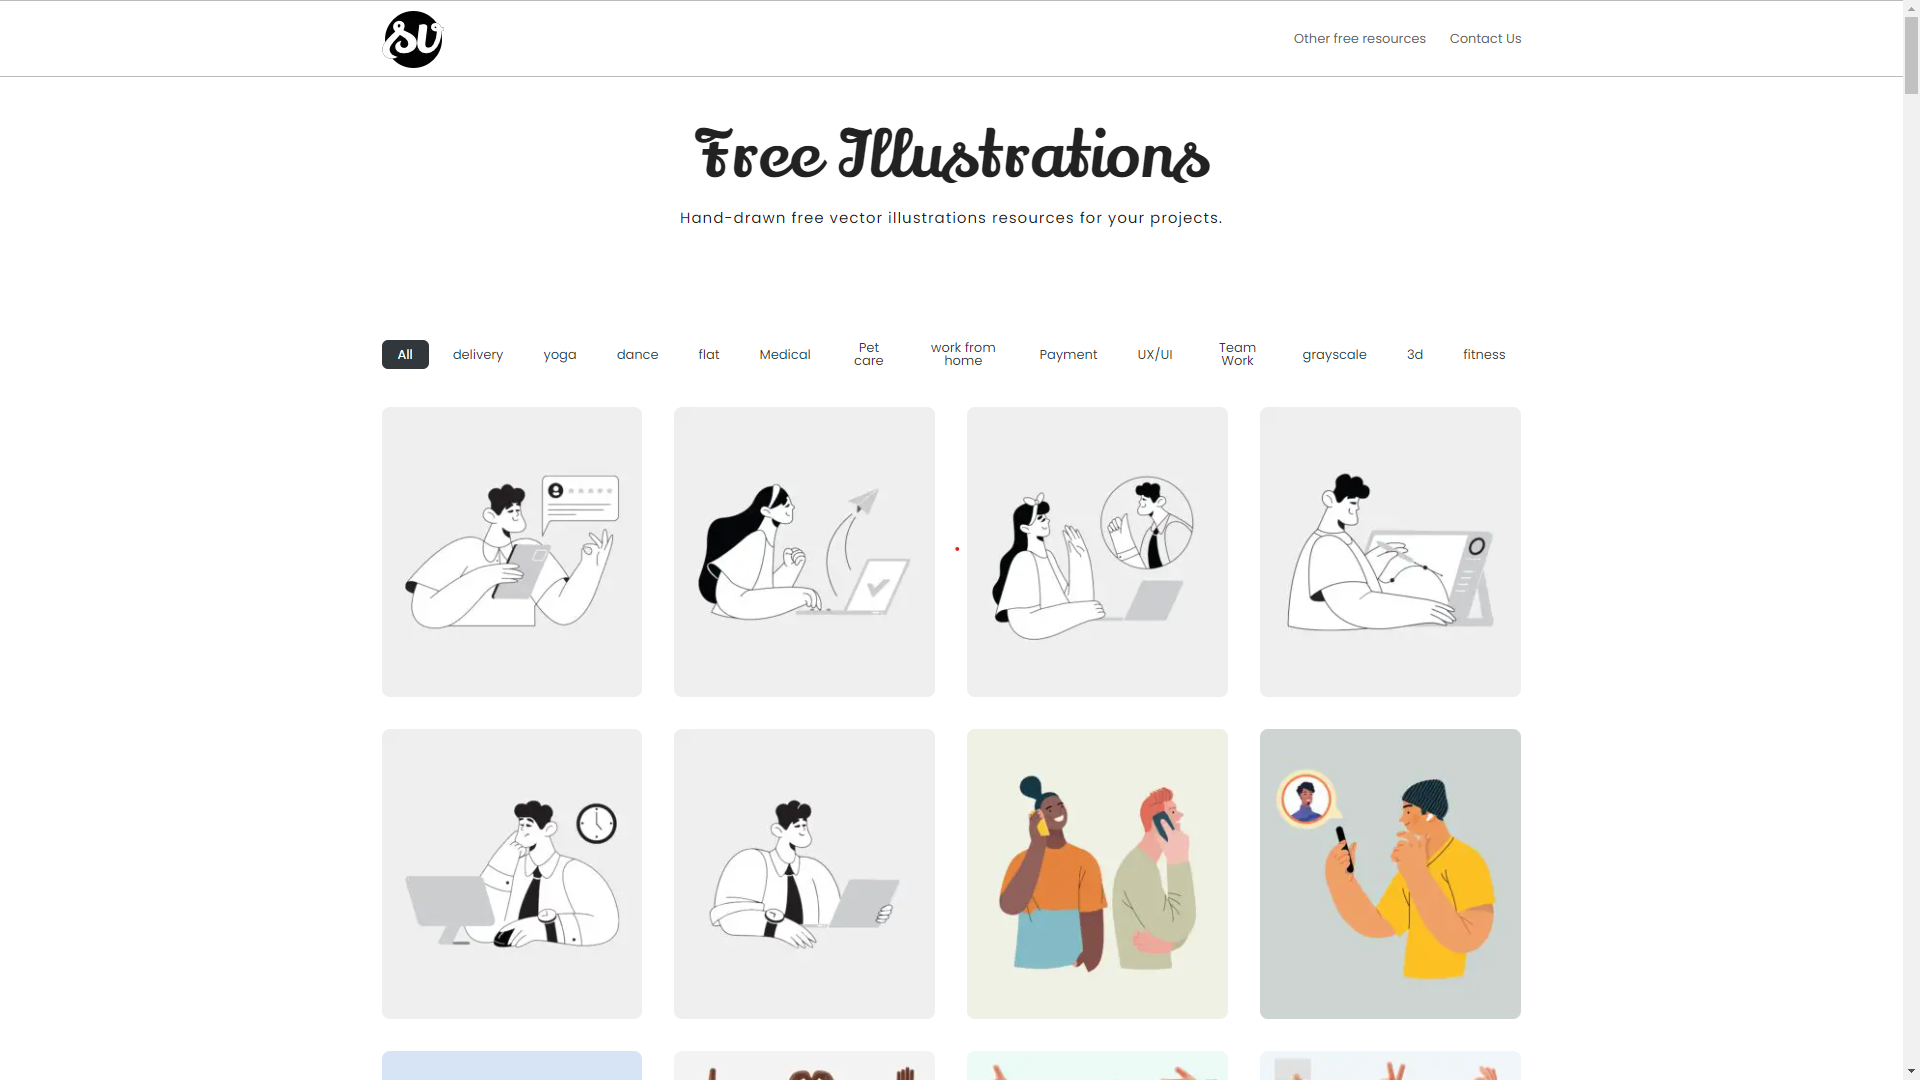 SV
Other free resources
Contact Us
Free Illustrations
Hand-drawn free vector illustrations resources for your projects.
All
delivery
yoga
dance
flat
Medical
Pet
care
work from
home
Payment
UX/UI
Team
Work
grayscale
3d
fitness